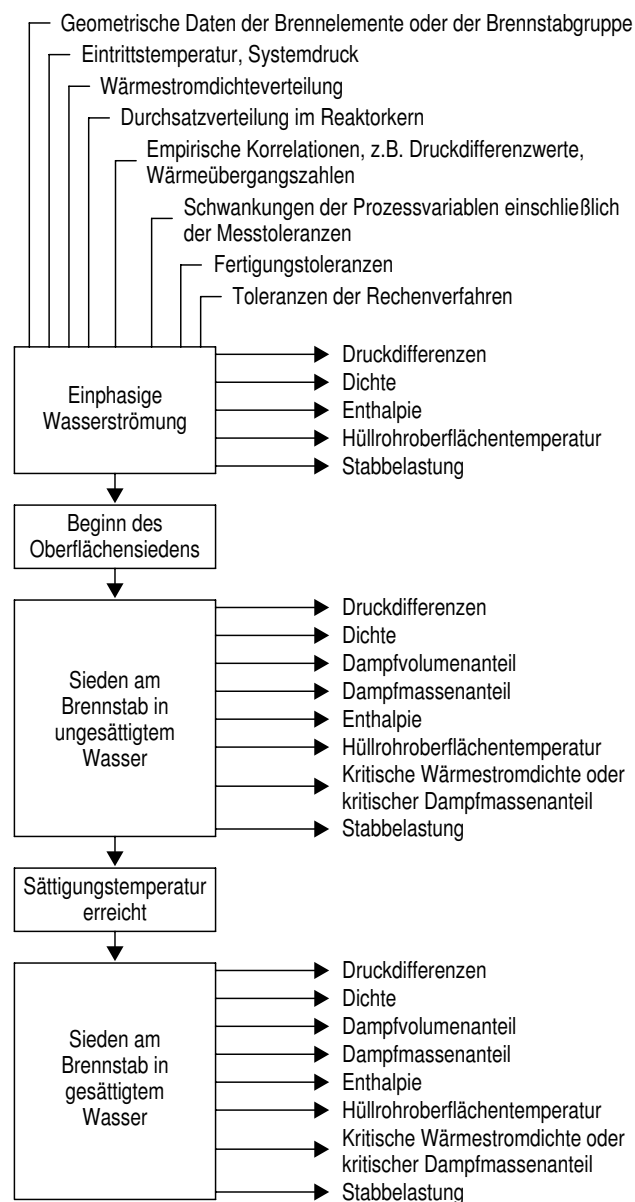 Geometrische Daten der Brennelemente oder der Brennstabgruppe
Eintrittstemperatur, Systemdruck
Wärmestromdichteverteilung
Durchsatzverteilung im Reaktorkern
Empirische Korrelationen, z.B. Druckdifferenzwerte,
Wärmeübergangszahlen
Schwankungen der Prozessvariablen einschließlich
der Messtoleranzen
Fertigungstoleranzen
Toleranzen der Rechenverfahren
Einphasige
Wasserströmung
Druckdifferenzen
Dichte
Enthalpie
Hüllrohroberflächentemperatur
Stabbelastung
Beginn des
Oberflächensiedens
Sieden am
Brennstab in
ungesättigtem
Wasser
Druckdifferenzen
Dichte
Dampfvolumenanteil
Dampfmassenanteil
Enthalpie
Hüllrohroberflächentemperatur
Kritische Wärmestromdichte oder
kritischer Dampfmassenanteil
Stabbelastung
Sättigungstemperatur
erreicht
Sieden am
Brennstab in
gesättigtem
Wasser
Druckdifferenzen
Dichte
Dampfvolumenanteil
Dampfmassenanteil
Enthalpie
Hüllrohroberflächentemperatur
Kritische Wärmestromdichte oder
kritischer Dampfmassenanteil
Stabbelastung